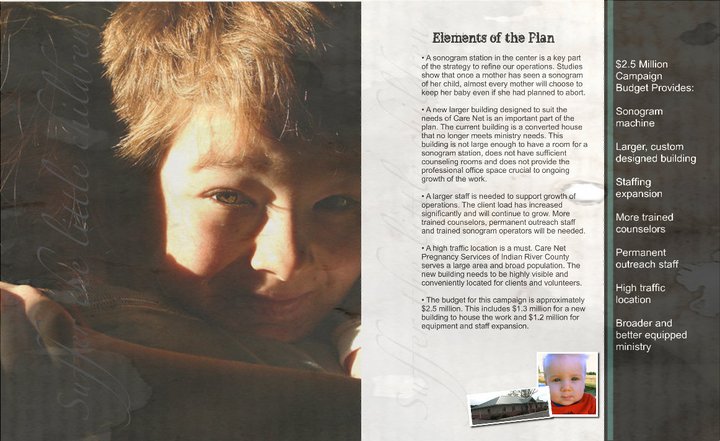 Elements of the Plan
• A sonogram station in the center is a key part
of the strategy to refine our operations. Studies
show that once a mother has seen a sonogram
of her child, almost every mother will choose to
keep her baby even if she had planned to abort.
• A new larger building designed to suit the
needs of Care Net is an important part of the
plan. The current building is a converted house
that no longer meets ministry needs. This
building is not large enough to have a room for a
sonogram station, does not have sufficient
counseling rooms and does not provide the
professional office space crucial to ongoing
growth of the work.
• A larger staff is needed to support growth of
operations. The client load has increased
significantly and will continue to grow. More
trained counselors, permanent outreach staff
and trained sonogram operators will be needed.
• A high traffic location is a must. Care Net
Pregnancy Services of Indian River County
serves a large area and broad population. The
new building needs to be highly visible and
conveniently located for clients and volunteers.
• The budget for this campaign is approximately
$2.5 million. This includes $1.3 million for a new
building to house the work and $1.2 million for
equipment and staff expansion.
$2.5 Million
Campaign
Budget Provides:
Sonogram
machine
Larger, custom
designed building
Staffing
expansion
More trained
counselors
Permanent
outreach staff
High traffic
location
Broader and
better equipped
ministry